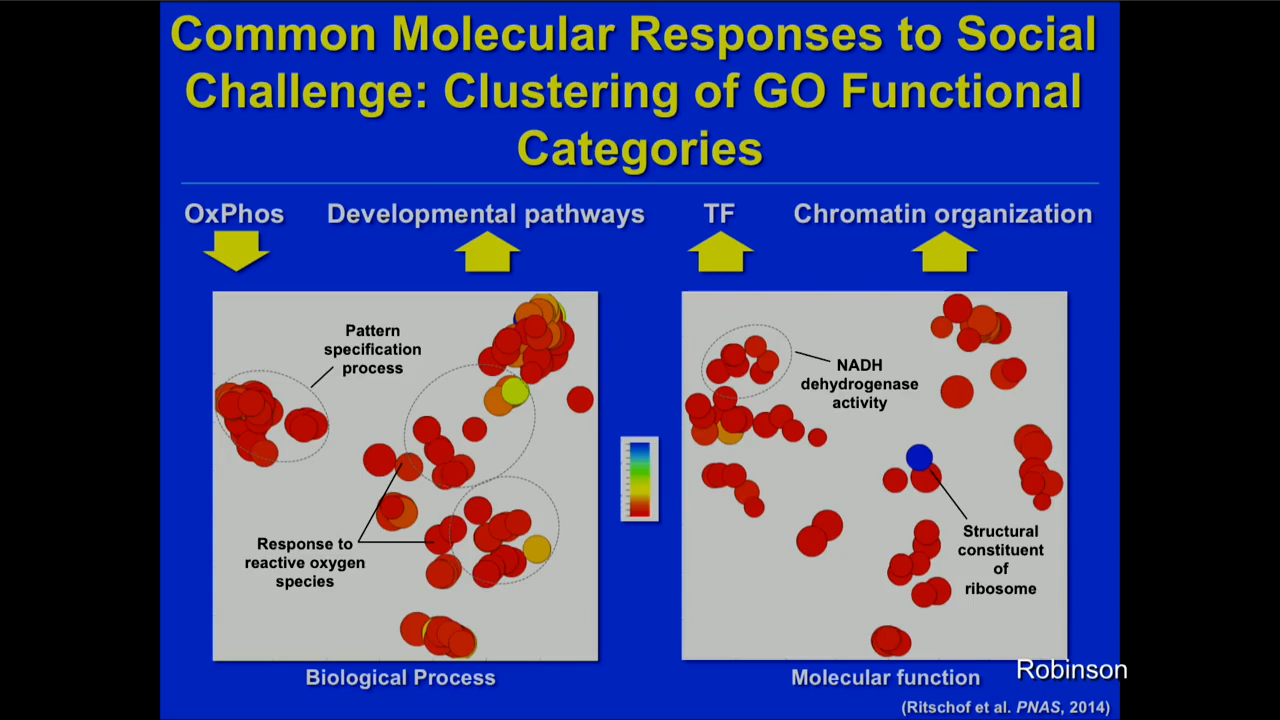 Common Molecular Responses to Social
Challenge: Clustering of GO Functional
Categories
OxPhos
Developmental pathways
TF
Chromatin organization
Pattern
specification
process
Response to
reactive oxygen
species
NADH
dehydrogenase
activity
Structural
constituent
of
ribosome
Biological Process
Molecular function
Robinson
(Ritschof et al. PNAS, 2014)